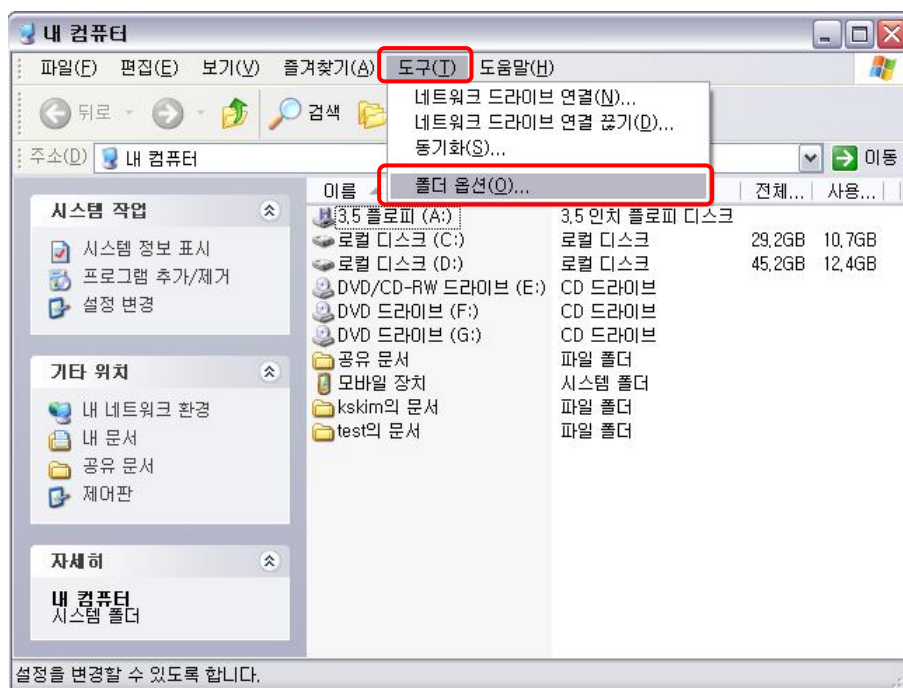 내 컴퓨터
파일(F) 편집(E) 보기(V) 즐겨찾기(A) 도구(T) 도움말(H)
네트워크 드라이브 연결(N)...
네트워크 드라이브 연결 끊기(D)...
동기화(S)...
폴더 옵션(O)...
뒤로 검색
주소(D) 내 컴퓨터 이동
이름 전체... 사용...
3,5 플로피 (A:) 3,5 인치 플로피 디스크
로컬 디스크 (C:) 로컬 디스크 29,2GB 10,7GB
로컬 디스크 (D:) 로컬 디스크 45,2GB 12,4GB
DVD/CD-RW 드라이브 (E:) CD 드라이브
DVD 드라이브 (F:) CD 드라이브
DVD 드라이브 (G:) CD 드라이브
공유 문서 파일 폴더
모바일 장치 시스템 폴더
kskim의 문서 파일 폴더
test의 문서 파일 폴더
시스템 작업
시스템 정보 표시
프로그램 추가/제거
설정 변경
기타 위치
내 네트워크 환경
내 문서
공유 문서
제어판
자세히
내 컴퓨터
시스템 폴더
설정을 변경할 수 있도록 합니다.